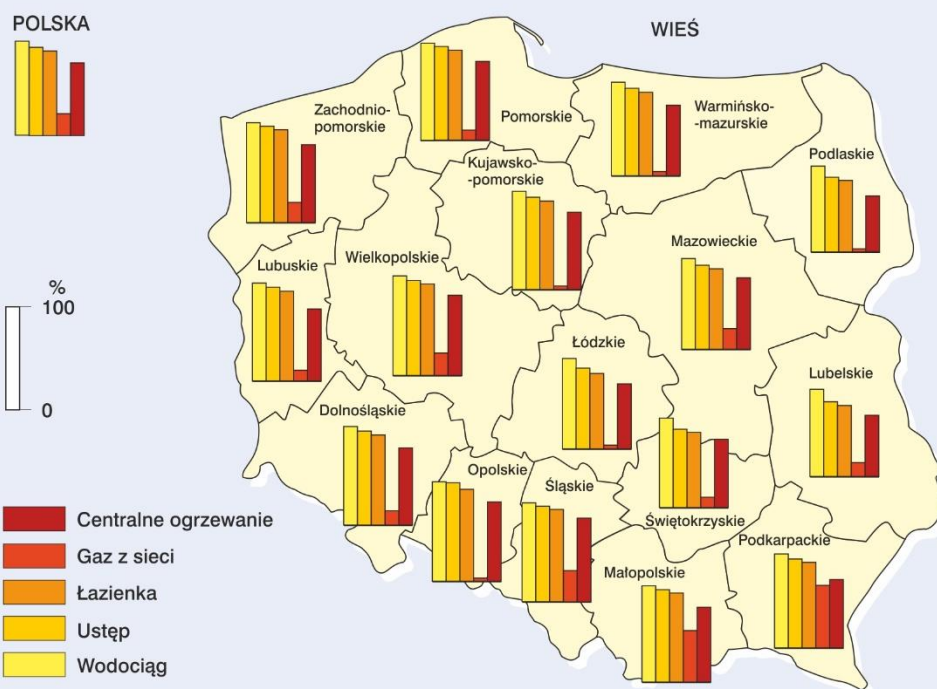 POLSKA
WIEŚ
Zachodnio-
pomorskie
Pomorskie
Warmińsko-
-mazurskie
Podlaskie
Kujawsko-
-pomorskie
Mazowieckie
Lubuskie
Wielkopolskie
%
100
0
Łódzkie
Lubelskie
Dolnośląskie
Opolskie
Śląskie
Świętokrzyskie
Podkarpackie
Małopolskie
Centralne ogrzewanie
Gaz z sieci
Łazienka
Ustęp
Wodociąg